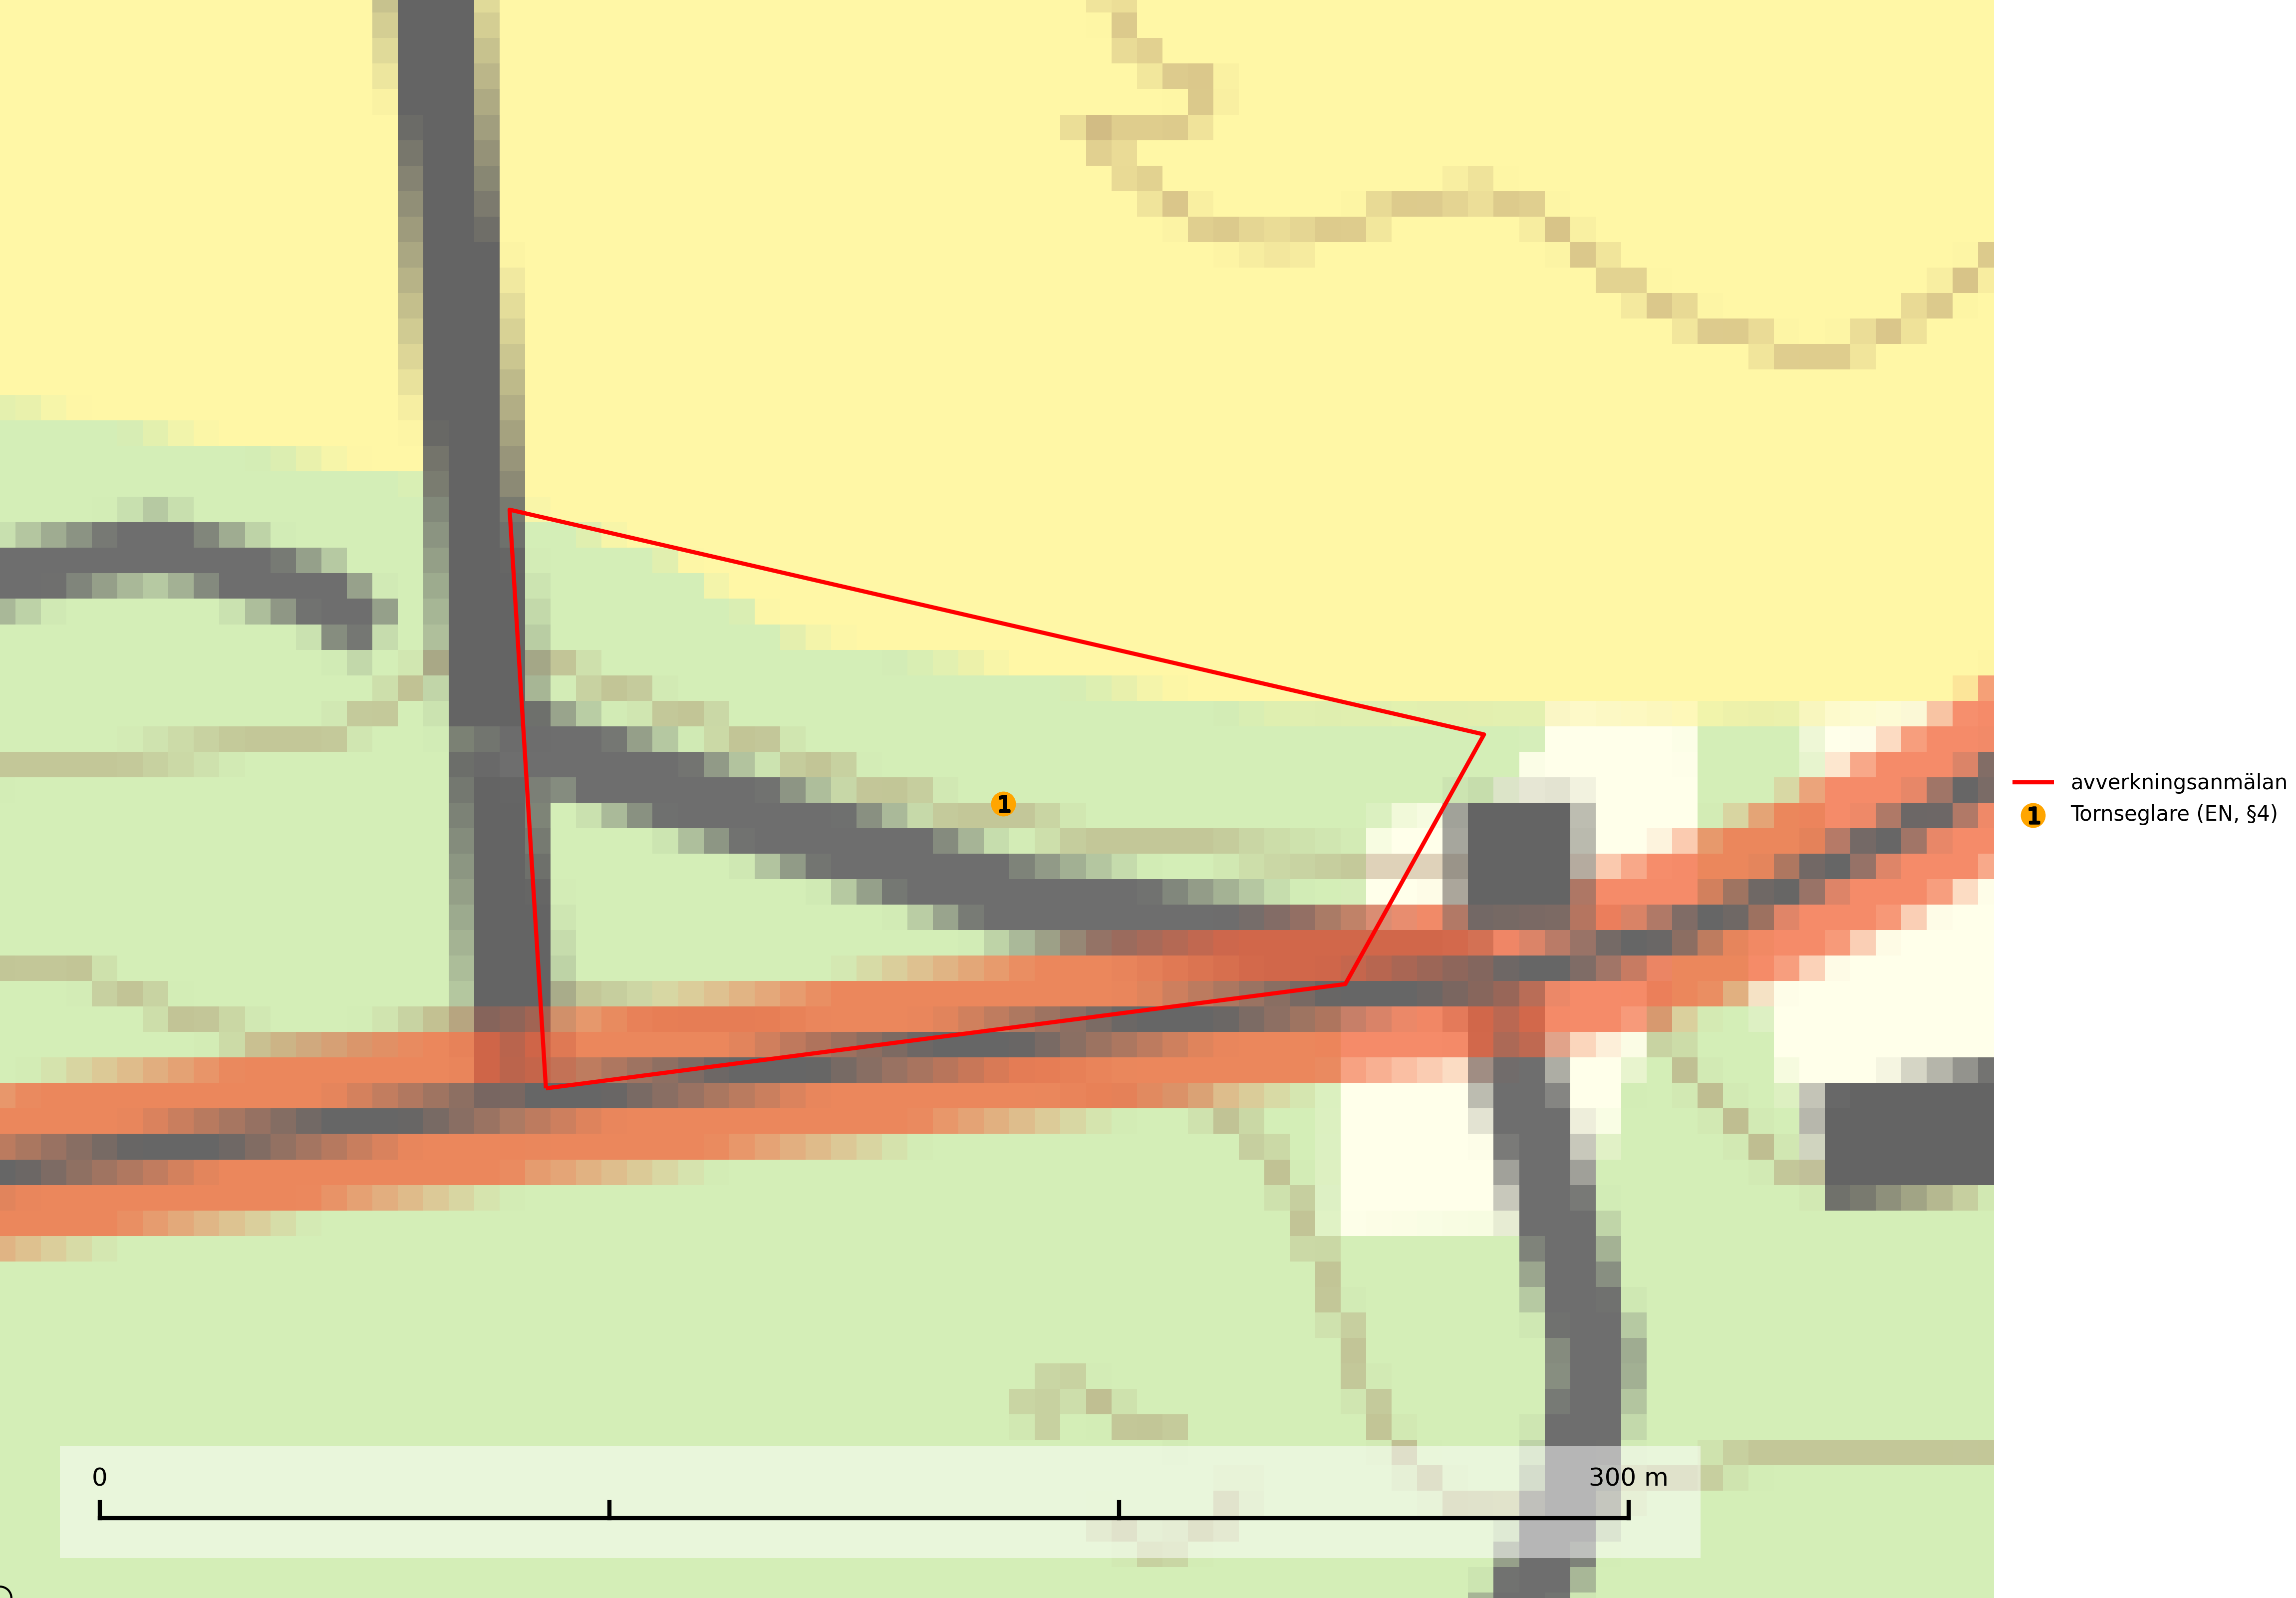 1
avverkningsanmälan
1 Tornseglare (EN, §4)
0 300 m